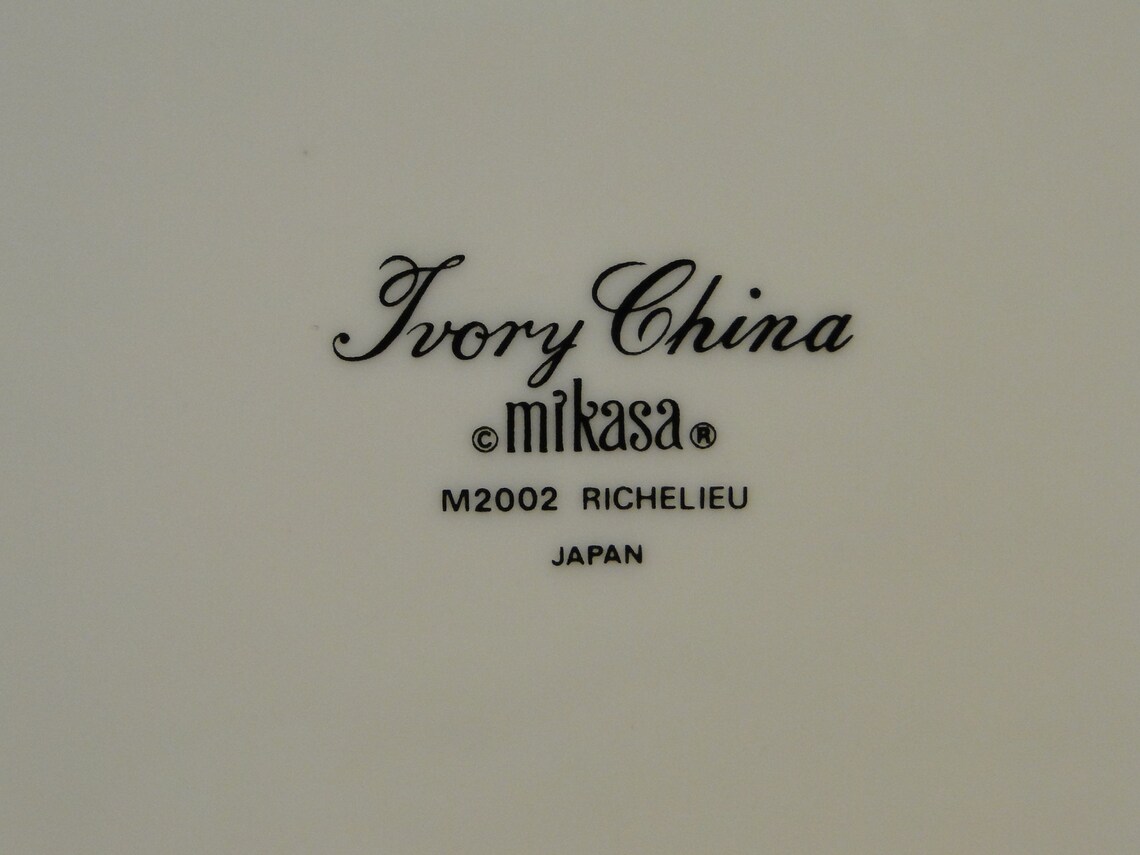 Ivory China
© mikasa ®
M2002 RICHELIEU
JAPAN